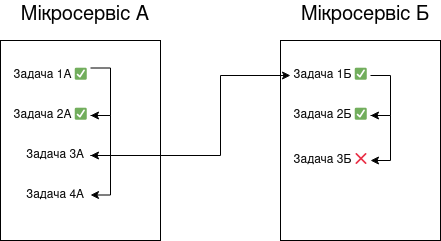 Мікросервіс А
Мікросервіс Б
Задача 1А ✅
Задача 2А ✅
Задача 3А
Задача 4А
Задача 1Б ✅
Задача 2Б ✅
Задача 3Б ❌